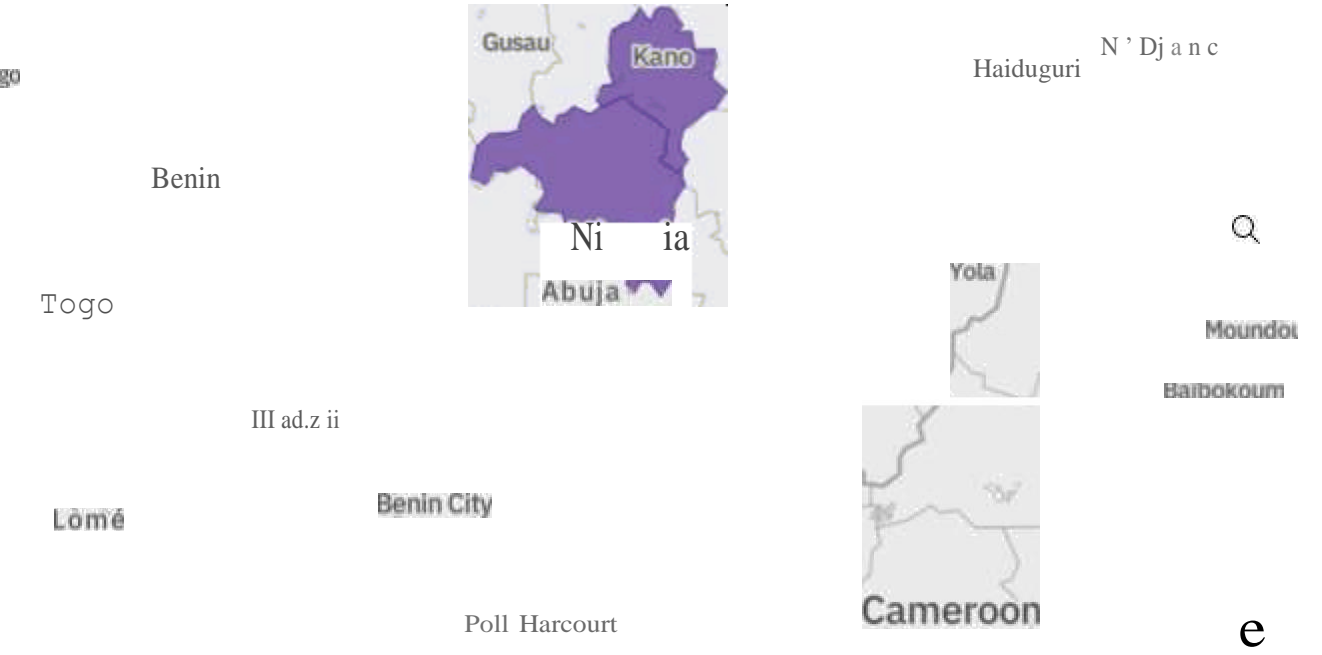 Gusau
Kano
N ’ Dj a n c
Haiduguri
go
Benin
Ni ia
Yola
Abuja
Togo
Moundou
Baibokoum
III ad.z ii
Benin City
Lomé
Cameroon
Poll Harcourt
e